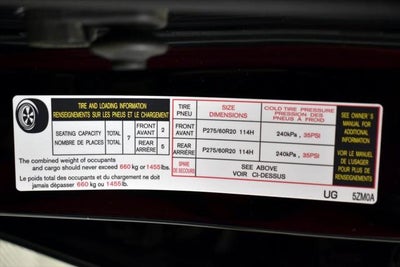 TIRE AND LOADING INFORMATION
RENSEIGNEMENTS SUR LES PNEUS ET LE CHARGEMENT
SEATING CAPACITY TOTAL 7 FRONT AVANT 2
NOMBRE DE PLACES TOTAL REAR ARRIÈRE 5
The combined weight of occupants
and cargo should never exceed 660 kg or 1455lb.
Le poids total des occupants et du chargement ne doit
jamais dépasser 660 kg ou 1455lb.
TIRE PNEU
SIZE DIMENSIONS
COLD TIRE PRESSURE
PRESSION DES
PNEUS À FROID
FRONT AVANT P275/60R20 114H 240kPa , 35PSI
REAR ARRIÈRE P275/60R20 114H 240kPa , 35PSI
SPARE DE SECOURS
SEE ABOVE
VOIR CI-DESSUS
SEE OWNER'S
MANUAL FOR
ADDITIONAL
INFORMATION
VOIR LE MANUEL
DE L'USAGER
POUR PLUS DE
RENSEIGNEMENTS
UG 5ZM0A